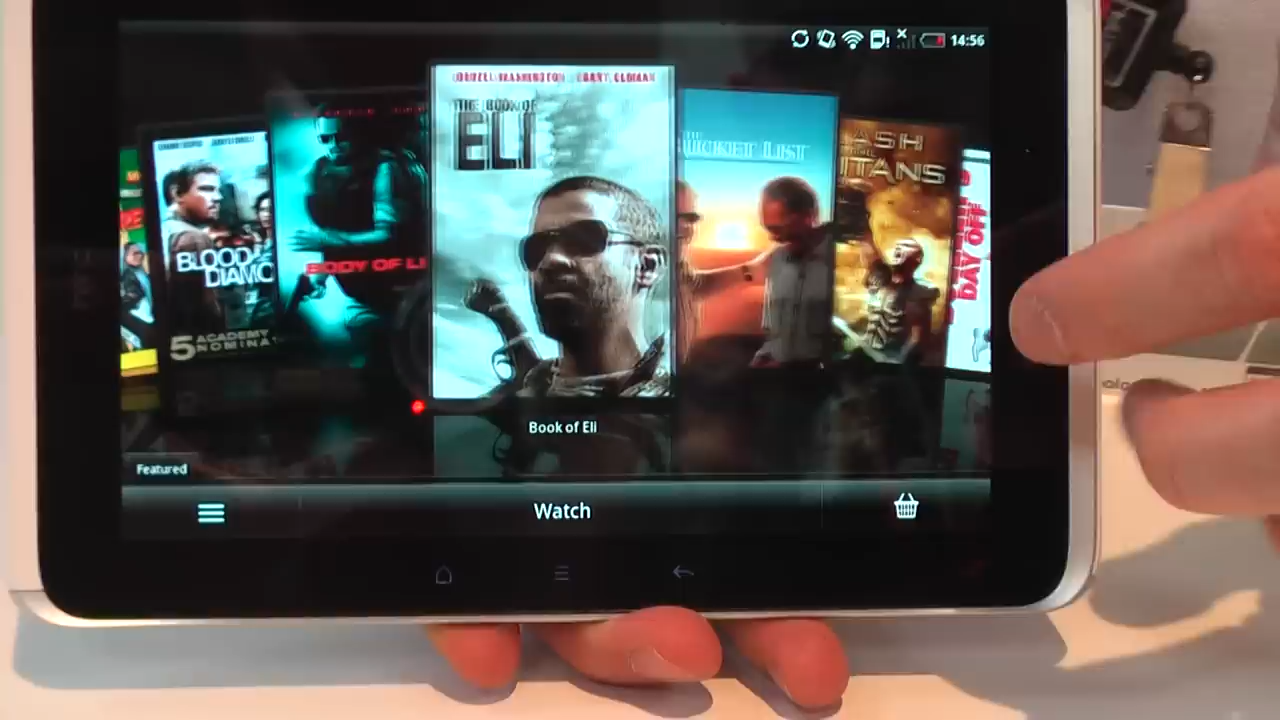 14:56
DENZEL WASHINGTON GARY OLDMAN
THE BOOK OF
ELI
BLOOD
DIAMO
5 ACADEMY
NOMINA
BODY OF LI
BUCKET LIST
ASH
ITANS
DAY OFF
Book of Eli
Featured
Watch